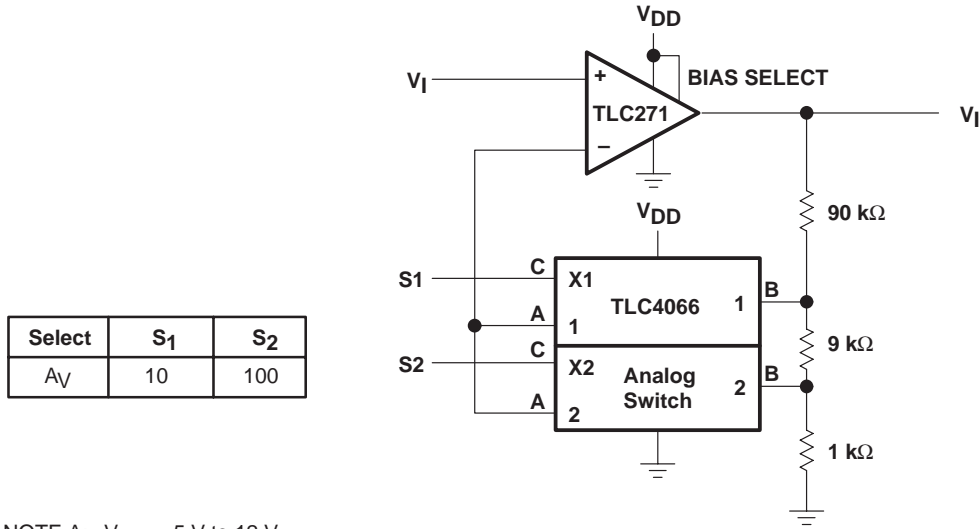 VDD
VI
+
BIAS SELECT
TLC271
VI
−
90 kΩ
VDD
S1
C
X1
TLC4066
1
B
A
1
9 kΩ
S2
C
X2
Analog
Switch
2
B
A
2
1 kΩ
Select S1 S2
AV 10 100
NOTE A